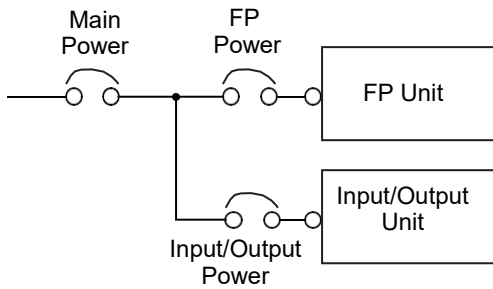 Main
Power
FP
Power
FP Unit
Input/Output
Unit
Input/Output
Power